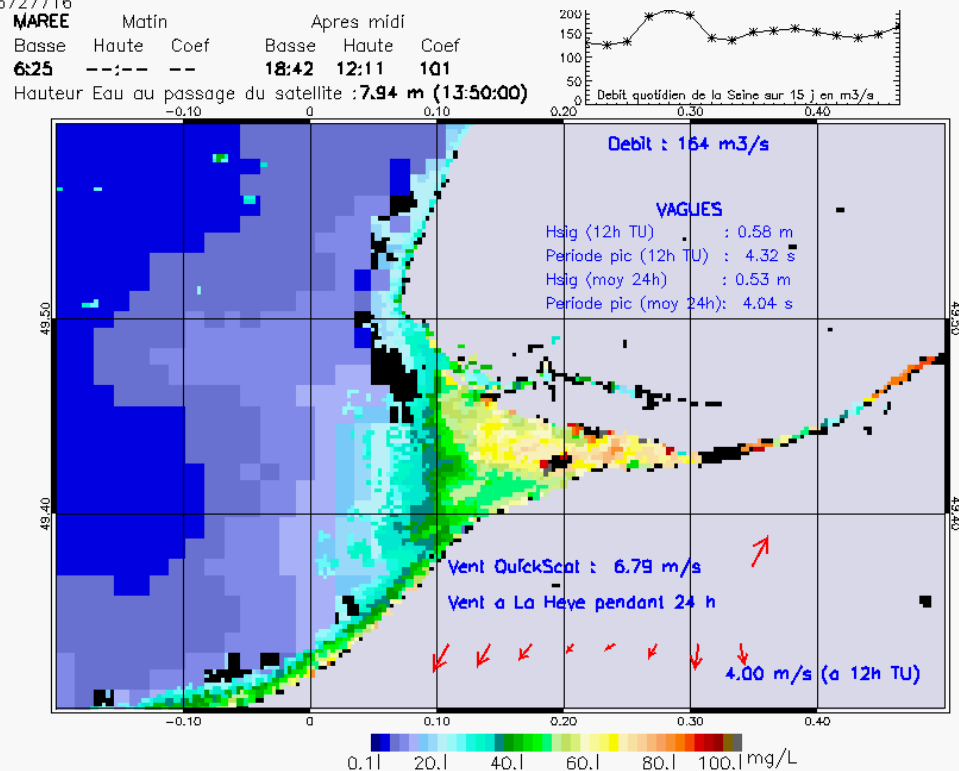 MAREE Matin Apres midi
Basse Haute Coef Basse Haute Coef
6:25 --:-- -- 18:42 12:11 101
Hauteur Eau au passage du satellite :7.94 m (13:50:00)
200
150
100
50
0
Debit quotidien de la Seine sur 15 j en m3/s
-0.10 0 0.10 0.20 0.30 0.40
Debit : 164 m3/s
VAGUES
Hsig (12h TU) : 0.58 m
Periode pic (12h TU) : 4.32 s
Hsig (moy 24h) : 0.53 m
Periode pic (moy 24h): 4.04 s
49.50 49.50
49.40 49.40
Vent QuickScat : 6.79 m/s
Vent a La Heve pendant 24 h
4.00 m/s (a 12h TU)
-0.10 0 0.10 0.20 0.30 0.40
0.1 20. 40. 60. 80. 100. mg/L